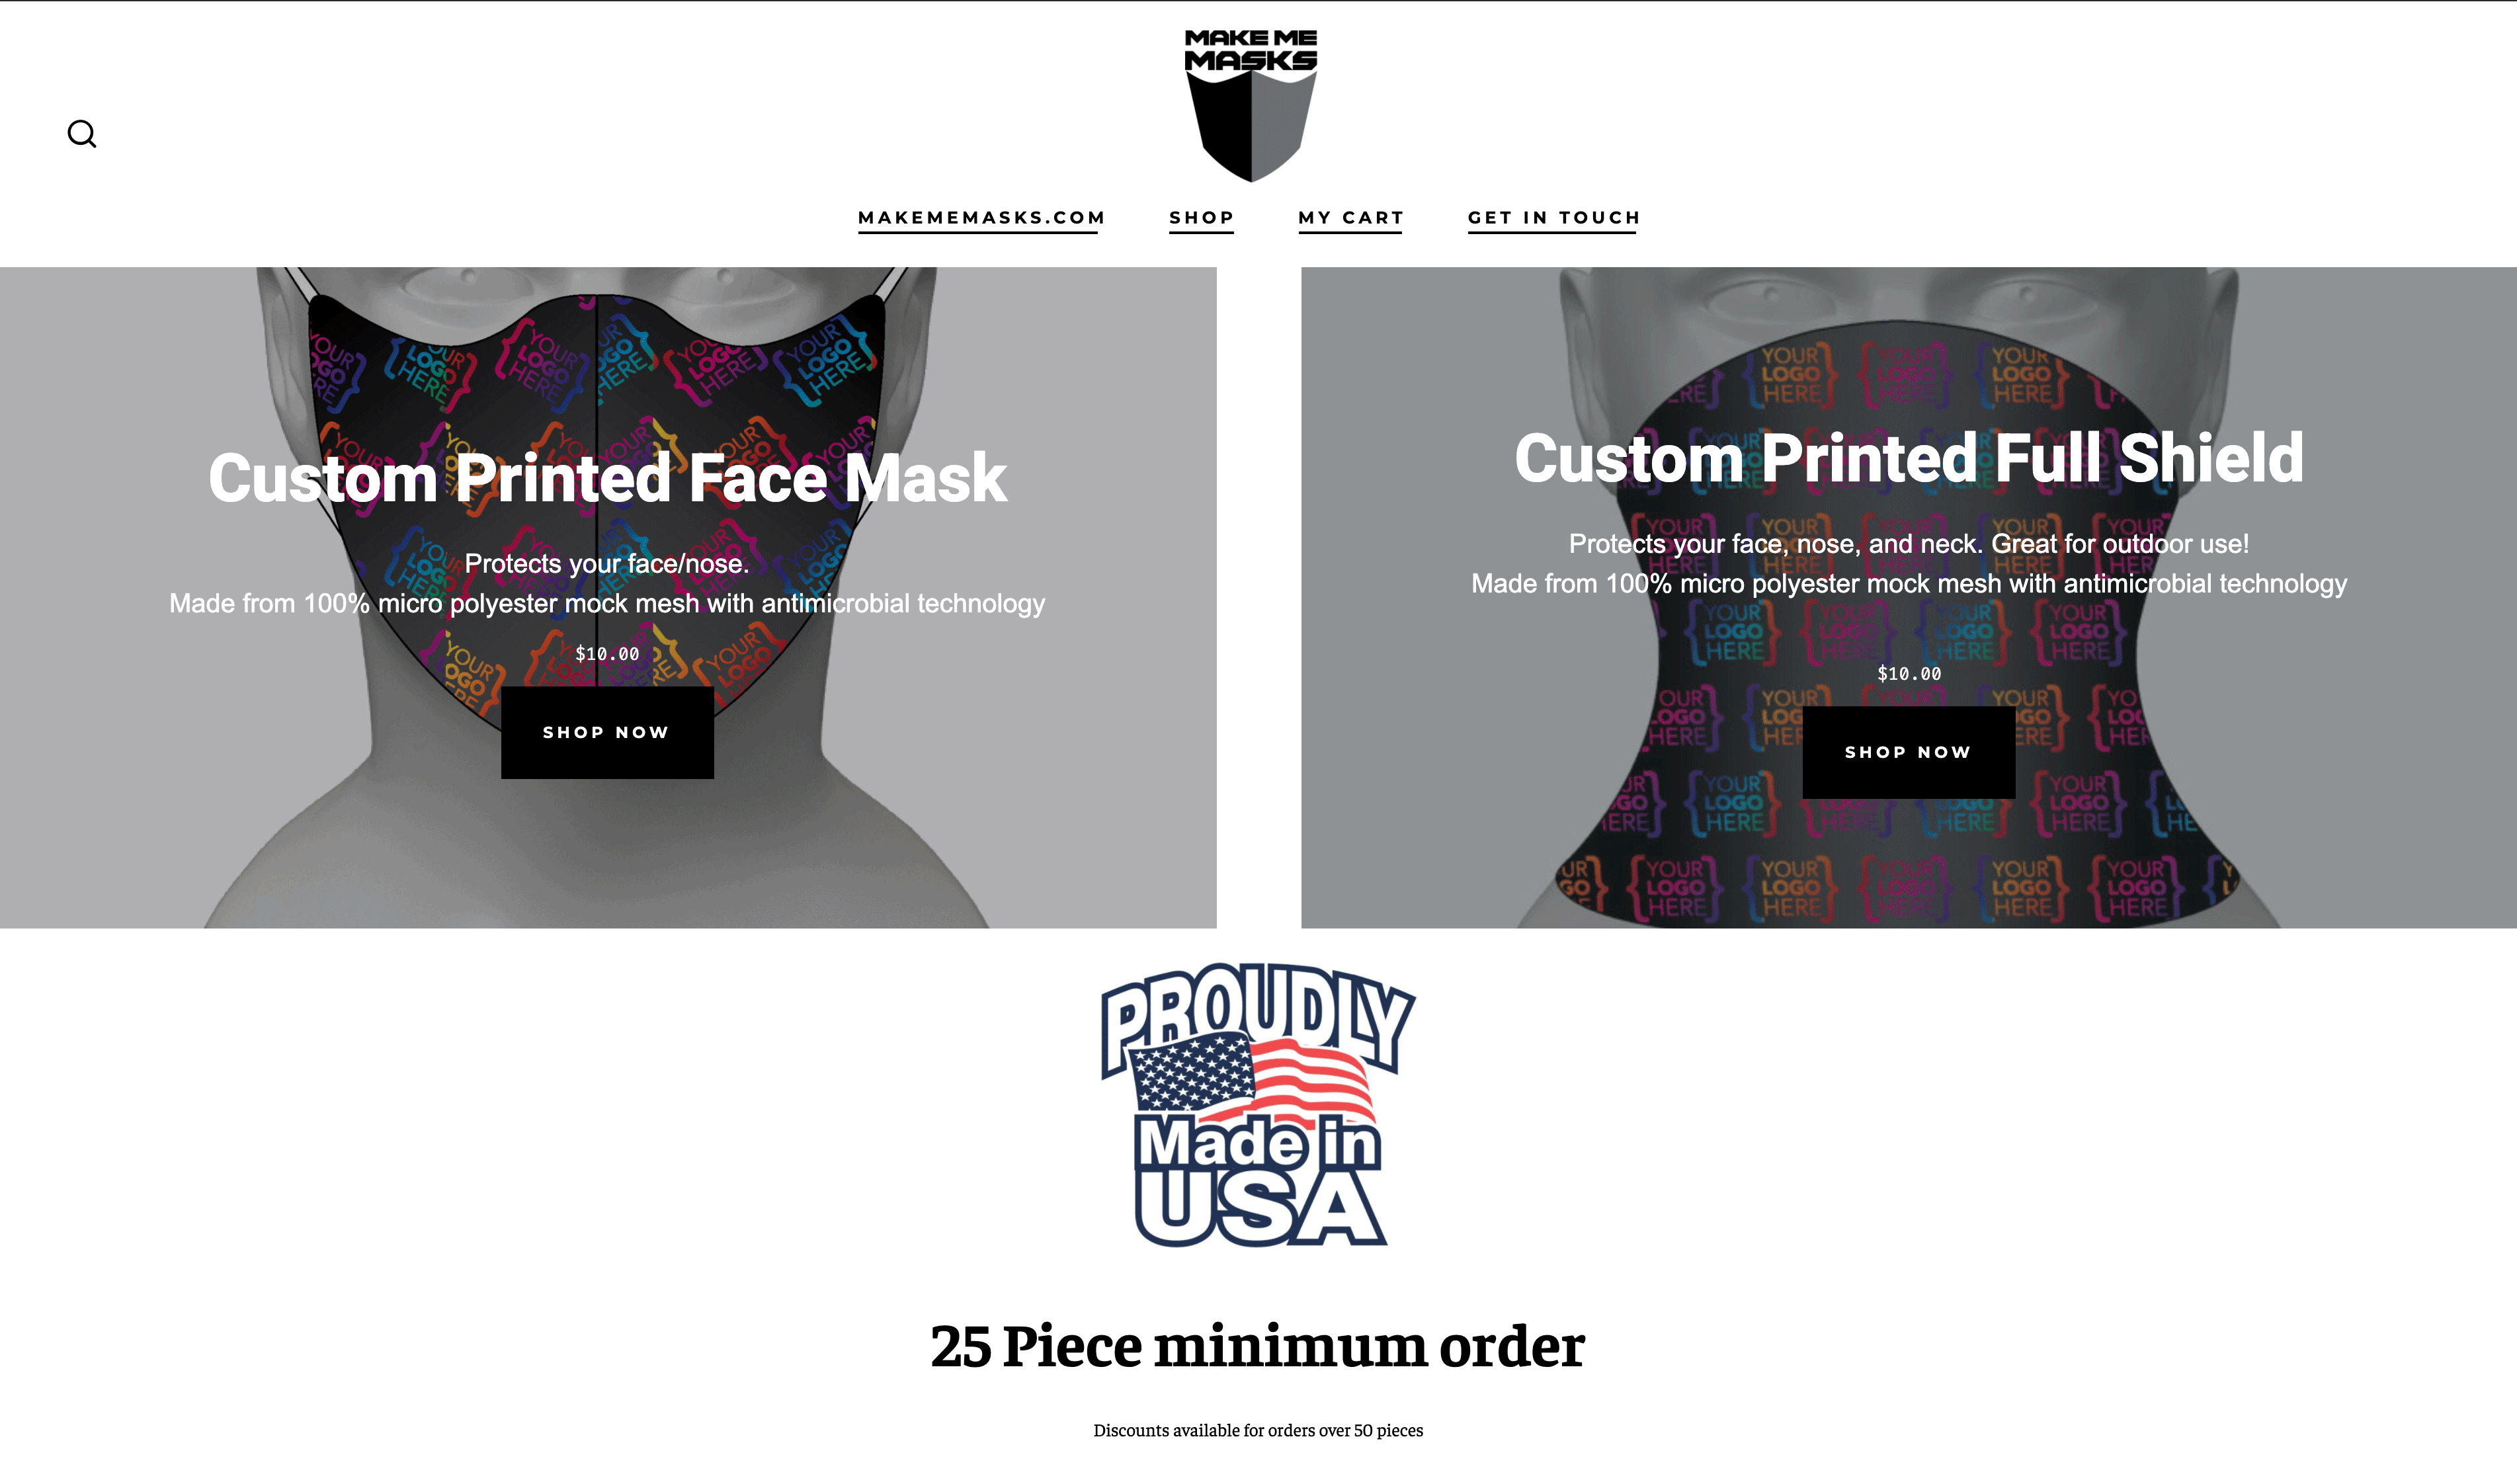 MAKE ME
MASKS
MAKEMEMASKS.COM
SHOP
MY CART
GET IN TOUCH
Custom Printed Face Mask
Protects your face/nose.
Made from 100% micro polyester mock mesh with antimicrobial technology
$10.00
SHOP NOW
Custom Printed Full Shield
Protects your face, nose, and neck. Great for outdoor use!
Made from 100% micro polyester mock mesh with antimicrobial technology
$10.00
SHOP NOW
YOUR
LOGO
HERE
PROUDLY
Made in
USA
25 Piece minimum order
Discounts available for orders over 50 pieces